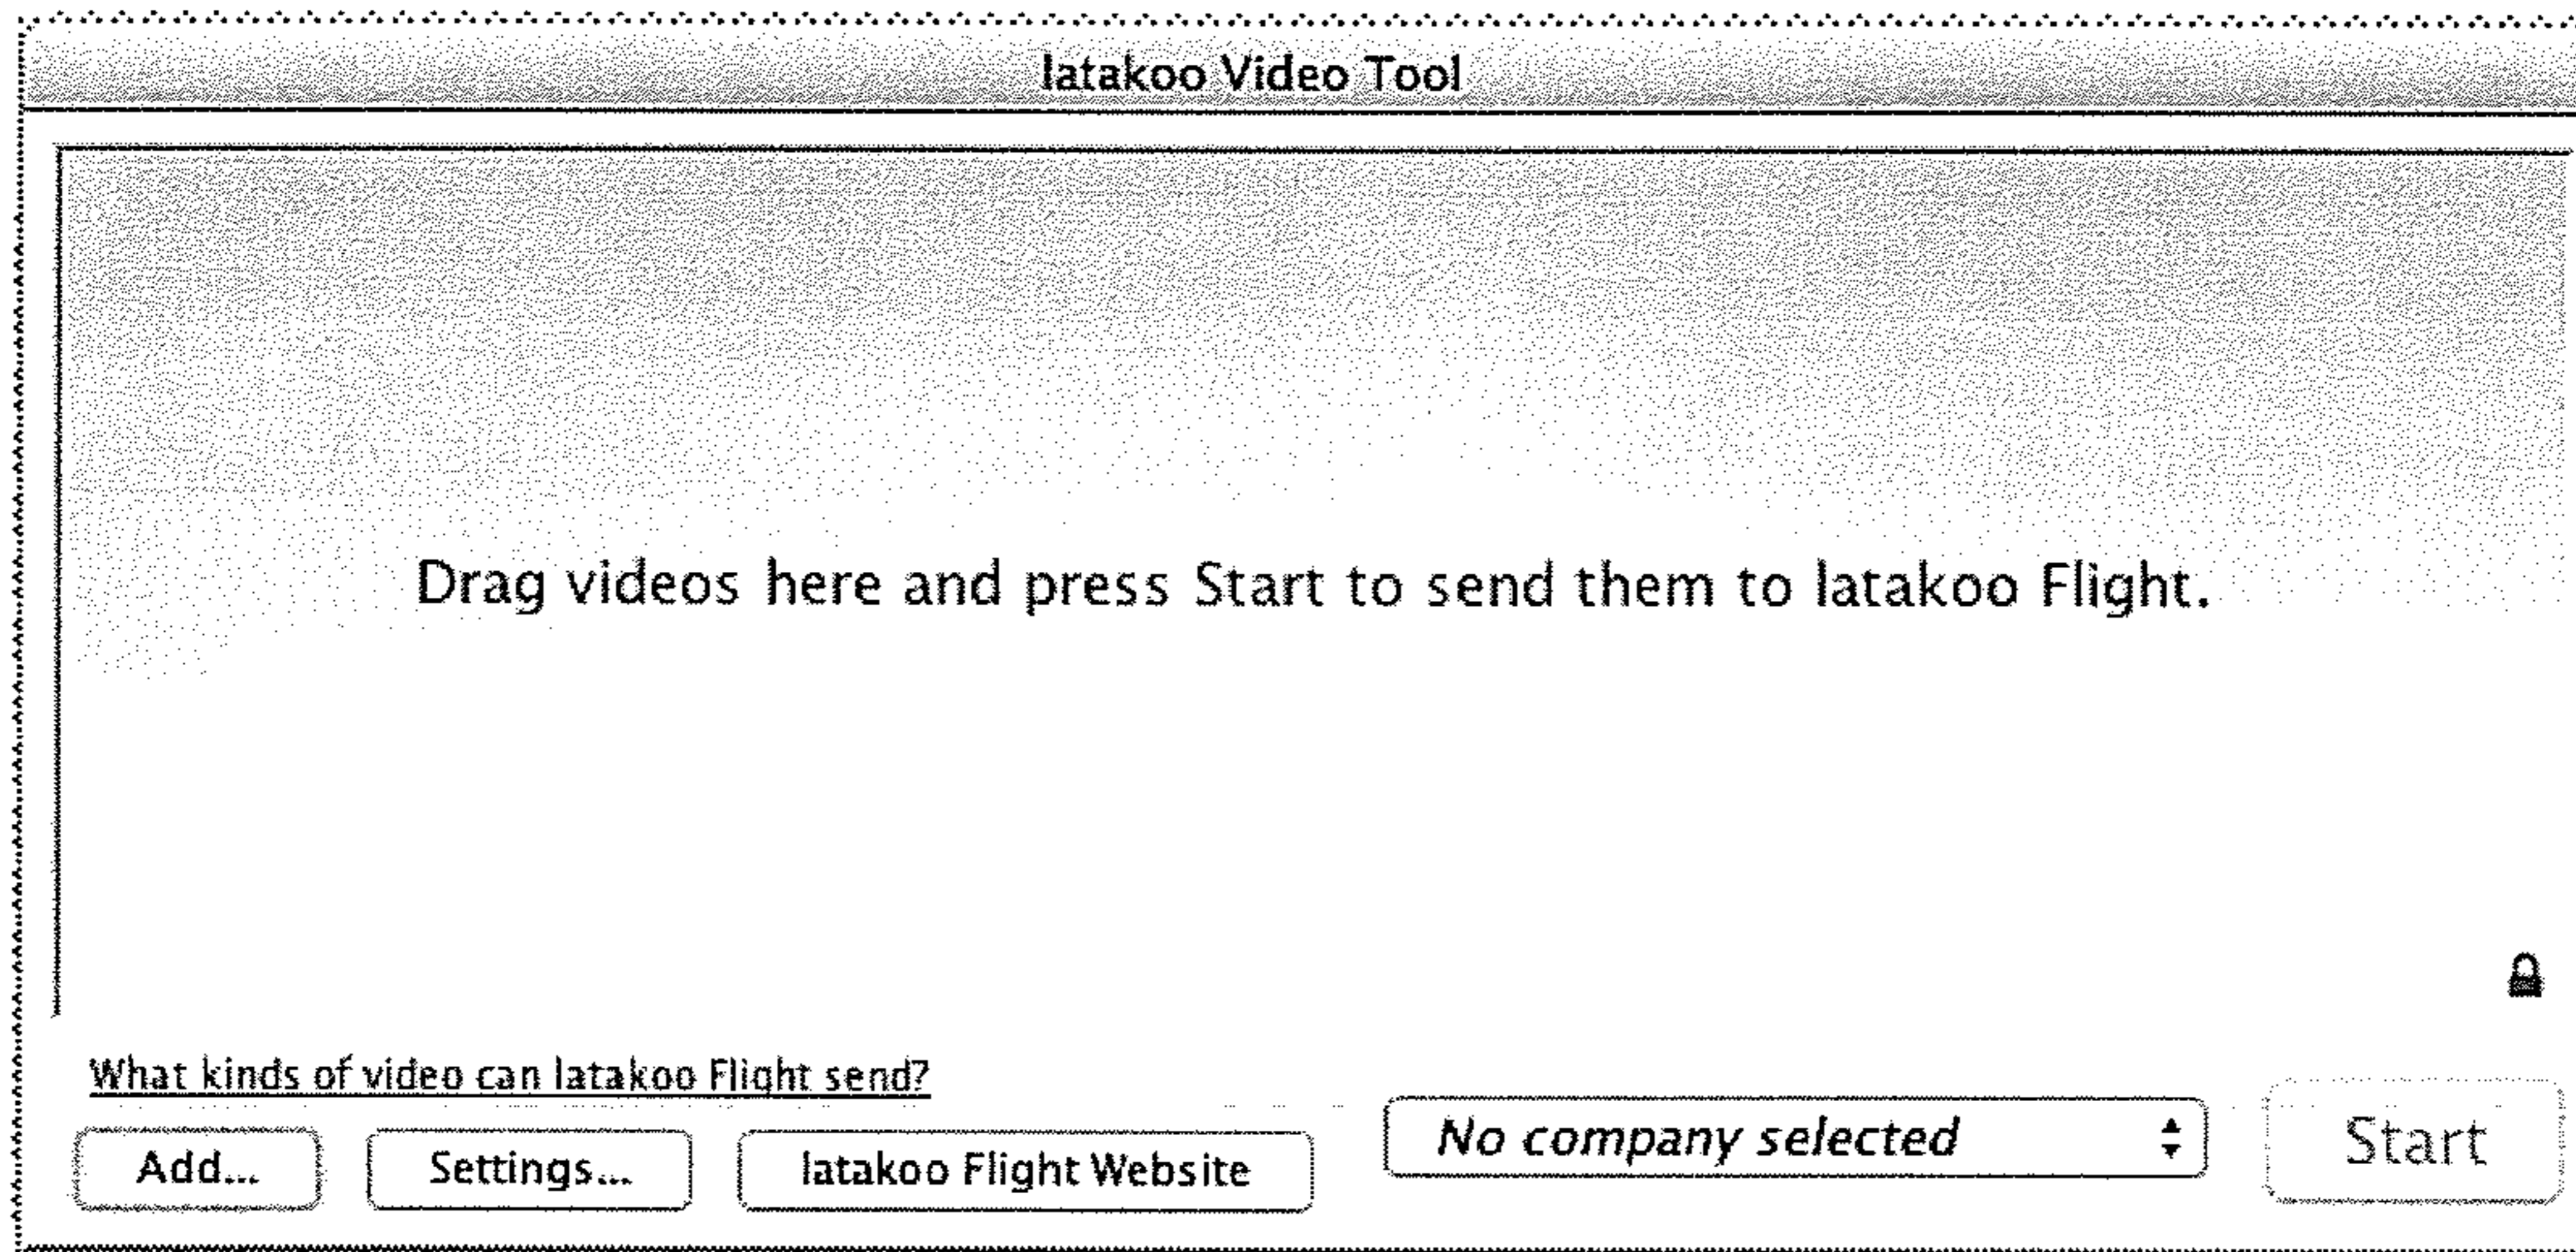 latakoo Video Tool
Drag videos here and press Start to send them to latakoo Flight.
What kinds of video can latakoo Flight send?
Add...
Settings...
latakoo Flight Website
No company selected
Start